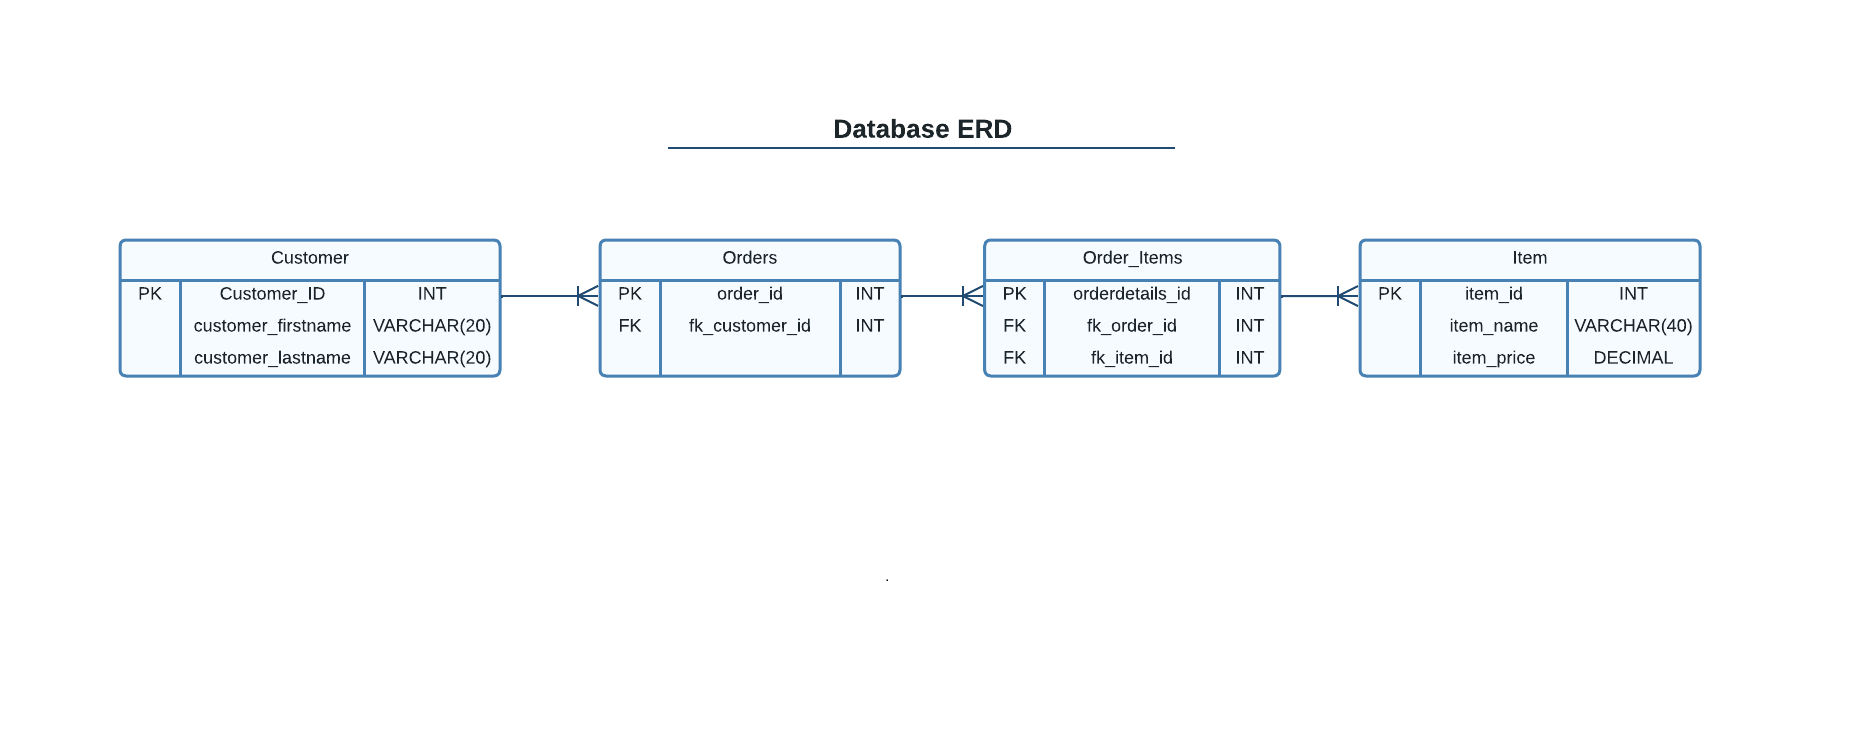 Database ERD
Customer
PK Customer_ID INT
customer_firstname VARCHAR(20)
customer_lastname VARCHAR(20)
Orders
PK order_id INT
FK fk_customer_id INT
Order_Items
PK orderdetails_id INT
FK fk_order_id INT
FK fk_item_id INT
Item
PK item_id INT
item_name VARCHAR(40)
item_price DECIMAL
.